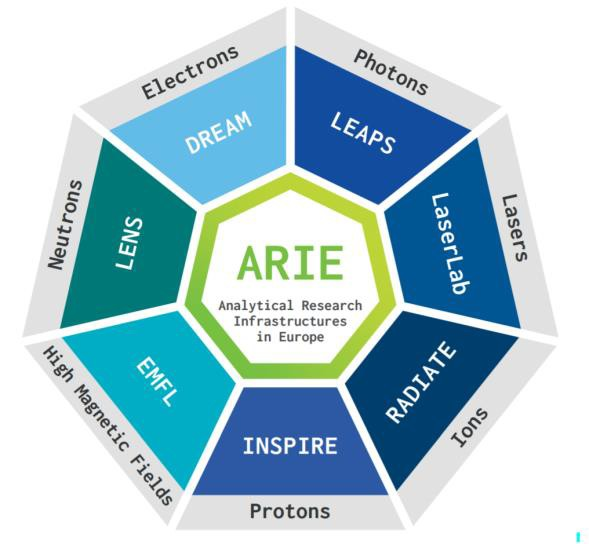 Electrons
Photons
DREAM
LEAPS
Neutrons
LENS
LaserLab
Lasers
ARIE
Analytical Research
Infrastructures
in Europe
High Magnetic Fields
EMFL
RADIATE
Ions
INSPIRE
Protons